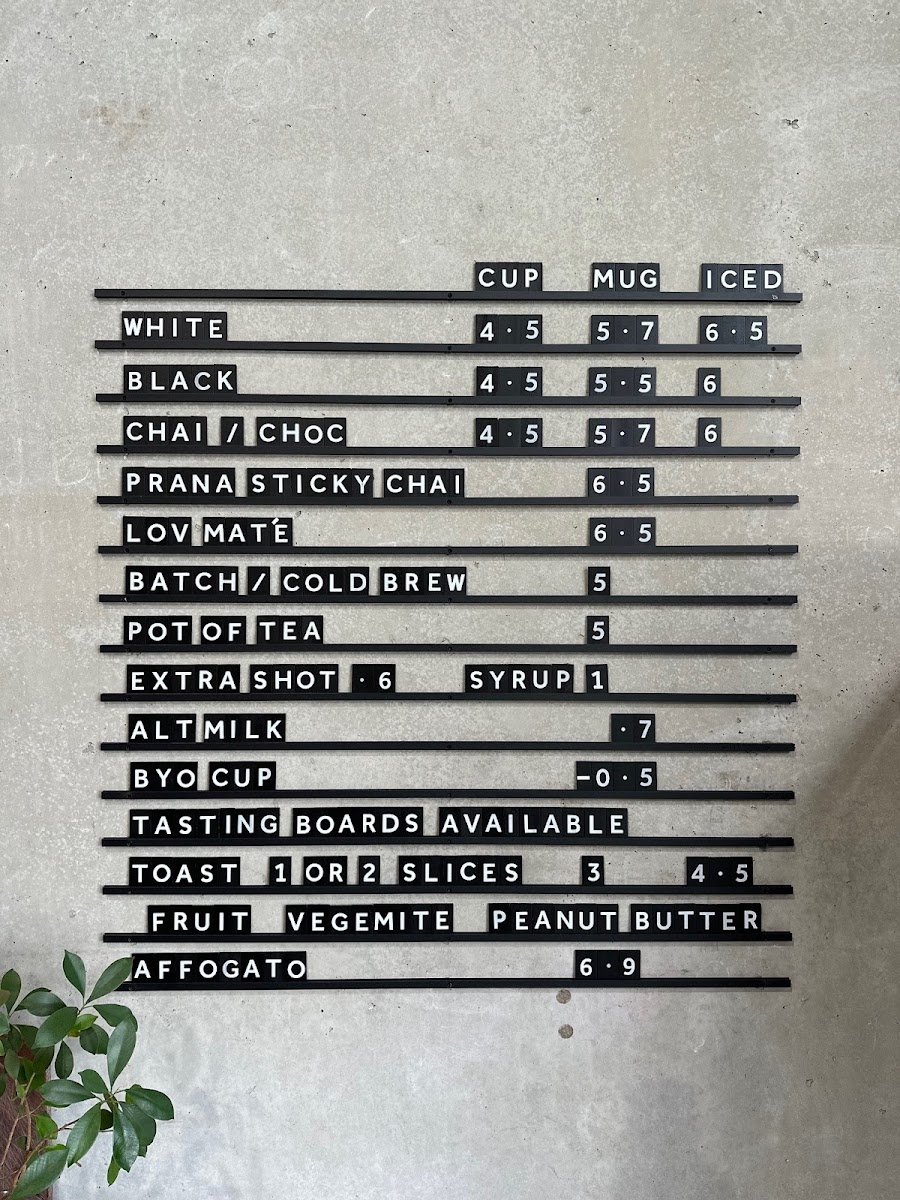 CUP MUG ICED
WHITE 4·5 5·7 6·5
BLACK 4·5 5·5 6
CHAI / CHOC 4·5 5·7 6
PRANA STICKY CHAI 6·5
LOV MATÉ 6·5
BATCH / COLD BREW 5
POT OF TEA 5
EXTRA SHOT ·6 SYRUP 1
ALT MILK ·7
BYO CUP -0·5
TASTING BOARDS AVAILABLE
TOAST 1 OR 2 SLICES 3 4·5
FRUIT VEGEMITE PEANUT BUTTER
AFFOGATO 6·9